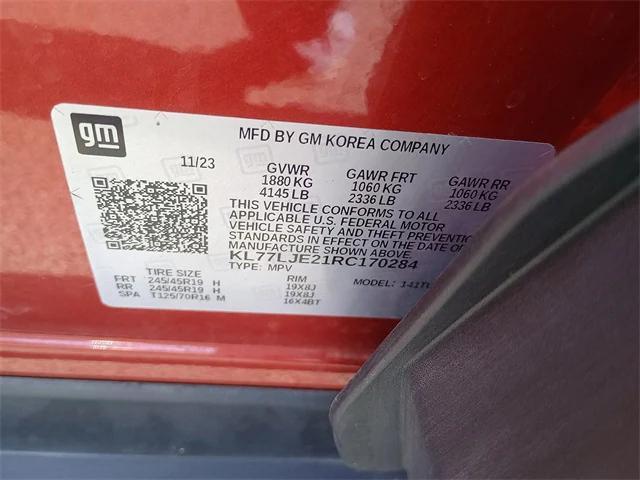 gm
MFD BY GM KOREA COMPANY
11/23 GVWR GAWR FRT GAWR RR
1880 KG 1060 KG 1060 KG
4145 LB 2336 LB 2336 LB
THIS VEHICLE CONFORMS TO ALL
APPLICABLE U.S. FEDERAL MOTOR
VEHICLE SAFETY AND THEFT PREVENTION
STANDARDS IN EFFECT ON THE DATE OF
MANUFACTURE SHOWN ABOVE.
KL77LJE21RC170284
TYPE: MPV MODEL:
TIRE SIZE RIM
FRT 245/45R19 H 19X8J
RR 245/45R19 H 19X8J
SPA T125/70R16 M 16X4BT